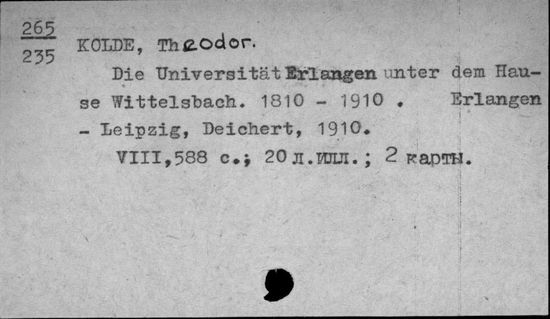 265
235
KOLDE, Theodor.
Die Universität Erlangen unter dem Hau-
se Wittelsbach. 1810 - 1910 . Erlangen
- Leipzig, Deichert, 1910.
VIII,588 с.; 20 л.илл.; 2 карты.